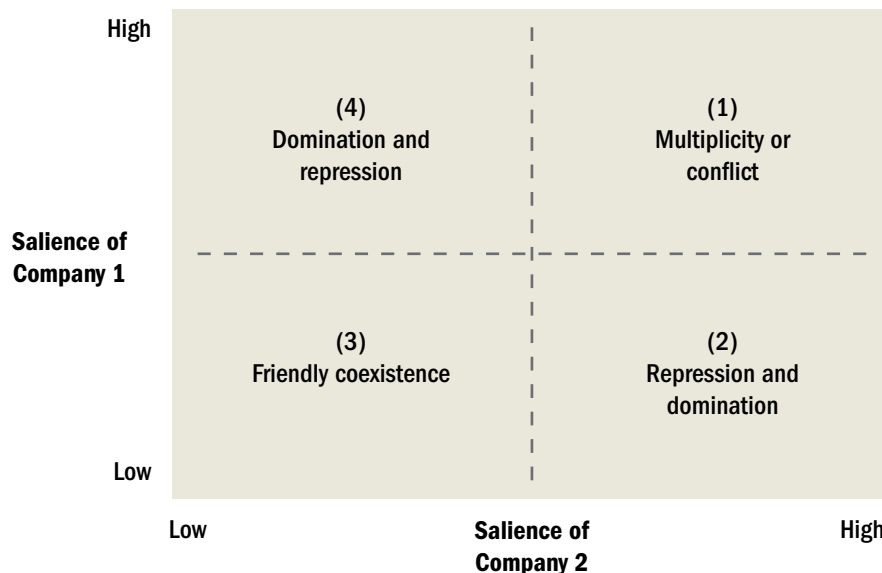 High
(4)
Domination and
repression
(1)
Multiplicity or
conflict
Salience of
Company 1
(3)
Friendly coexistence
(2)
Repression and
domination
Low
Low
Salience of
Company 2
High